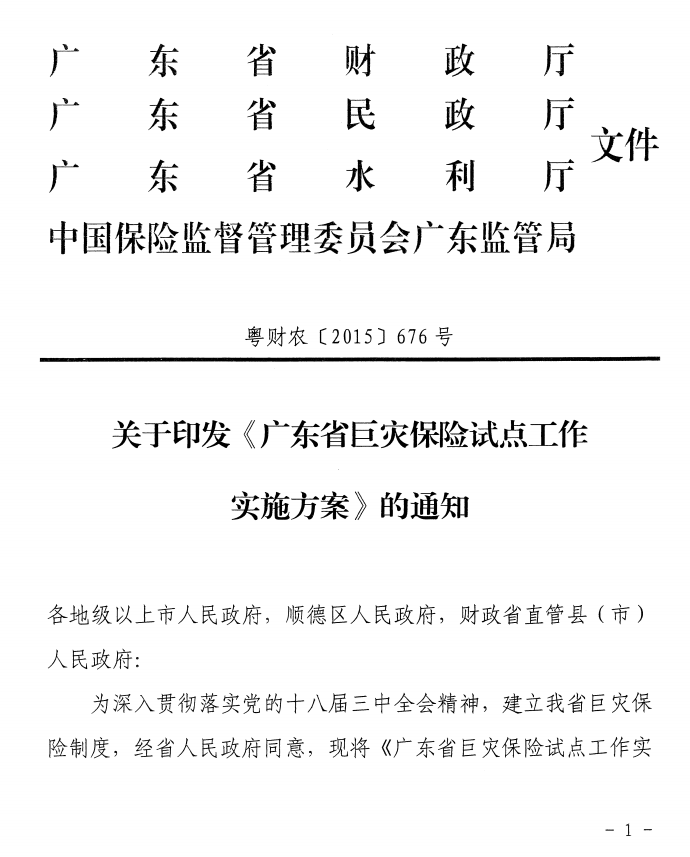 广东省财政厅
广东省民政厅
广东省水利厅
文件
中国保险监督管理委员会广东监管局
粤财农〔2015〕676号
关于印发《广东省巨灾保险试点工作
实施方案》的通知
各地级以上市人民政府，顺德区人民政府，财政省直管县（市）
人民政府：
为深入贯彻落实党的十八届三中全会精神，建立我省巨灾保
险制度，经省人民政府同意，现将《广东省巨灾保险试点工作实
- 1 -